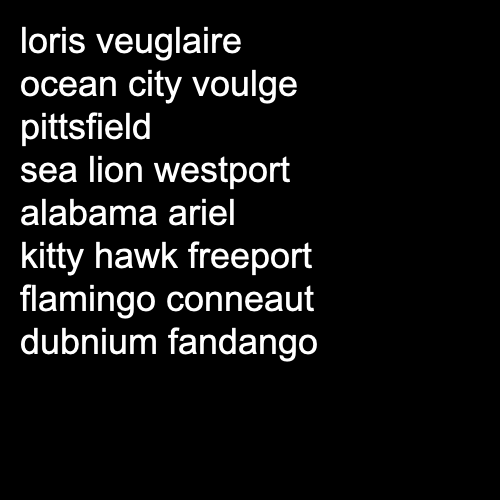 loris veuglaire
ocean city voulge
pittsfield
sea lion westport
alabama ariel
kitty hawk freeport
flamingo conneaut
dubnium fandango